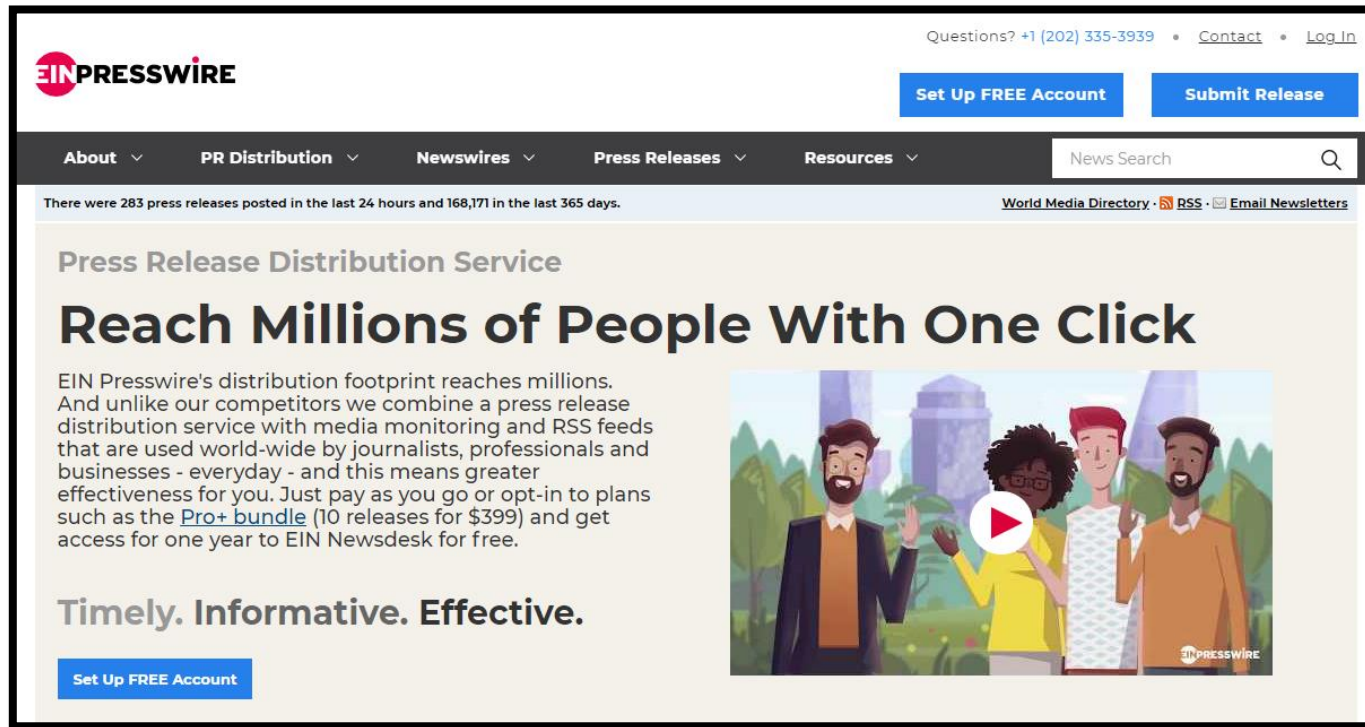 Questions? +1 (202) 335-3939 • Contact • Log In
EINPRESSWIRE
Set Up FREE Account Submit Release
About PR Distribution Newswires Press Releases Resources News Search
There were 283 press releases posted in the last 24 hours and 168,171 in the last 365 days. World Media Directory · RSS · Email Newsletters
Press Release Distribution Service
Reach Millions of People With One Click
EIN Presswire's distribution footprint reaches millions.
And unlike our competitors we combine a press release
distribution service with media monitoring and RSS feeds
that are used world-wide by journalists, professionals and
businesses - everyday - and this means greater
effectiveness for you. Just pay as you go or opt-in to plans
such as the Pro+ bundle (10 releases for $399) and get
access for one year to EIN Newsdesk for free.
EINPRESSWIRE
Timely. Informative. Effective.
Set Up FREE Account